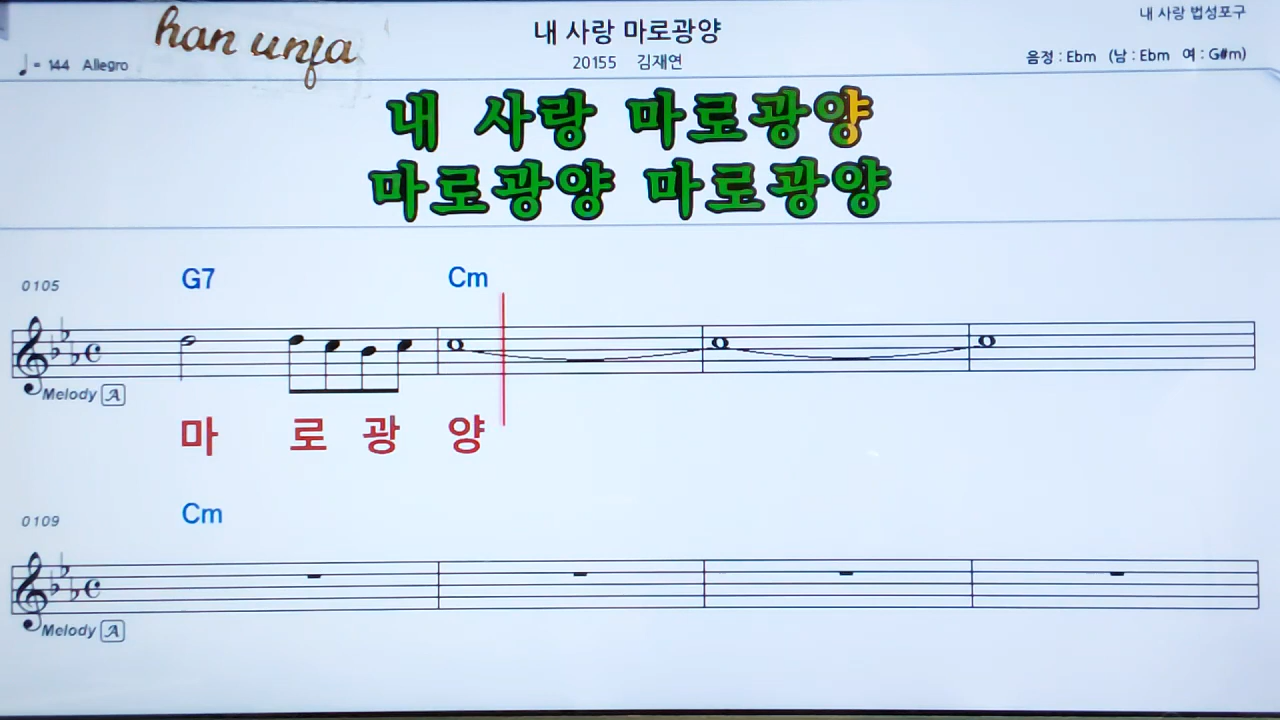 han unja
내 사랑 마로광양
내 사랑 법성포구
♩= 144 Allegro
20155 김재연
음정 : Ebm (남 : Ebm 여 : G#m)
내 사랑 마로광양
마로광양 마로광양
0105 G7 Cm
Melody A
마 로 광 양
0109 Cm
Melody A